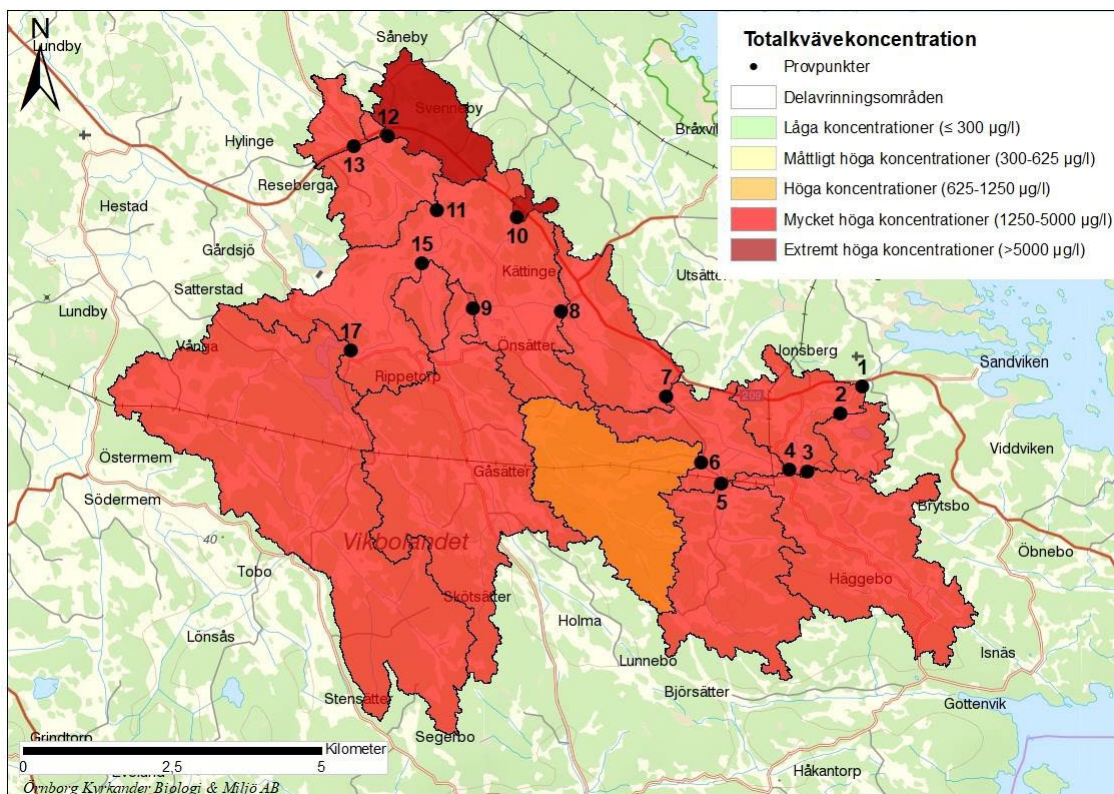 N
Lundby
Såneby
Totalkvävekoncentration
Provpunkter
Delavrinningsområden
Låga koncentrationer (≤ 300 µg/l)
Måttligt höga koncentrationer (300-625 µg/l)
Höga koncentrationer (625-1250 µg/l)
Mycket höga koncentrationer (1250-5000 µg/l)
Extremt höga koncentrationer (>5000 µg/l)
Svenneby
12
Hylinge
13
Reseberga
Hestad
11
10
Gårdsjö
15
Kättinge
Utsätter
Satterstad
Lundby
9
8
Vånga
17
Önsätter
Rippetorp
Jonsberg
Sandviken
7
209
1
2
Viddviken
Östermem
Gåsätter
6
4
3
5
Södermem
Brytsbo
40
Vikbolandet
Öbnebo
Tobo
Häggebo
Skötsätter
Holma
Lönsås
Lunnebo
Isnäs
Björsätter
Stensätter
Gottenvik
Segerbo
Grindtorp
Kilometer
0
2,5
5
Håkantorp
Örnborg Kyrkander Biologi & Miljö AB